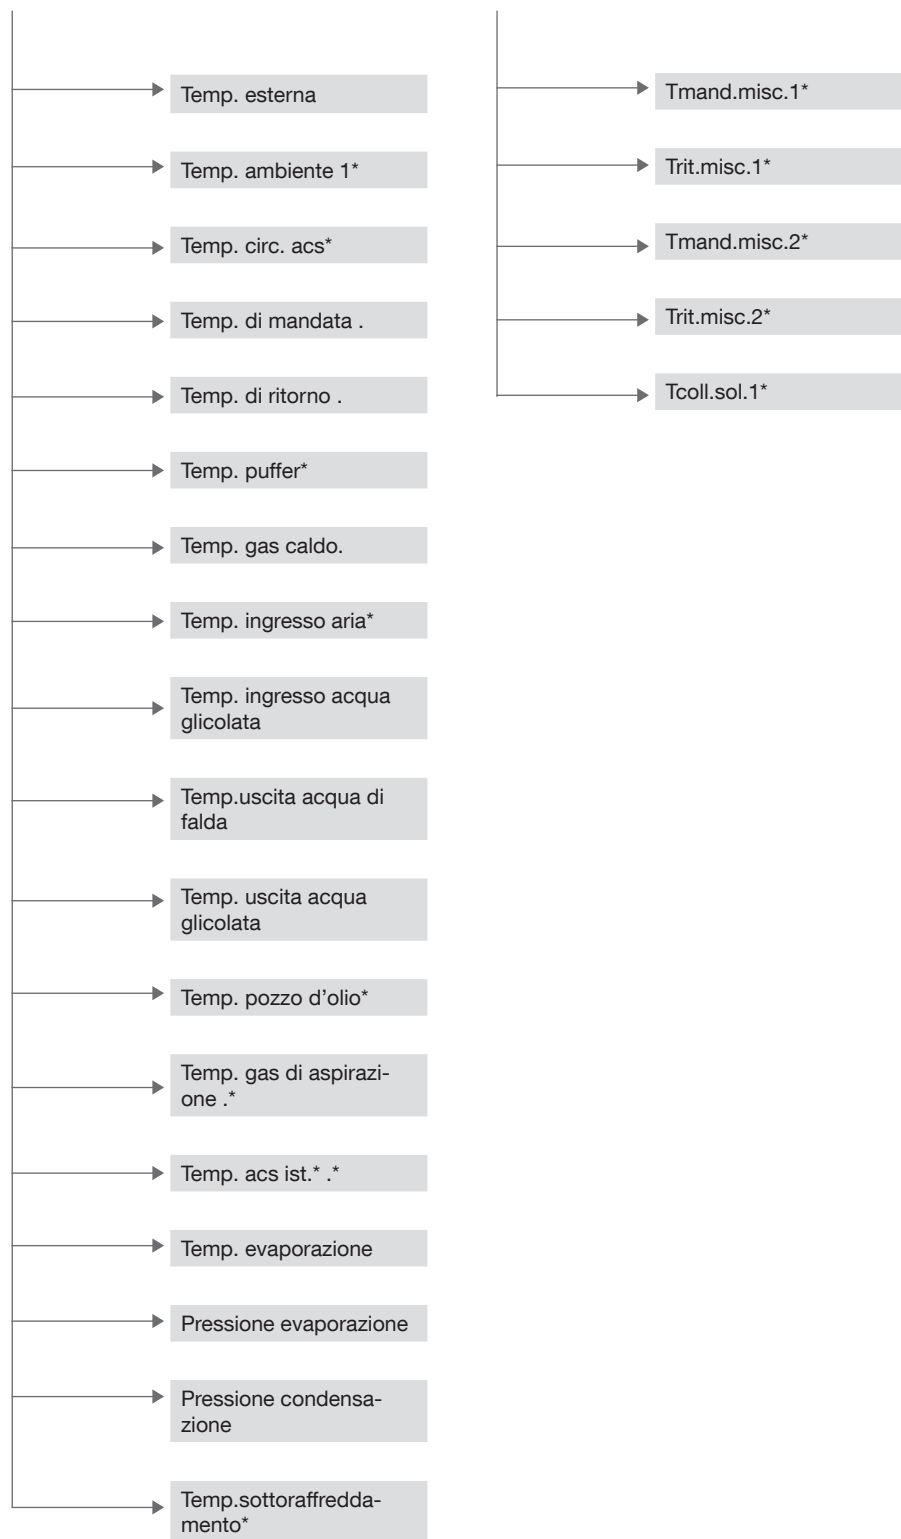 Temp. esterna
Temp. ambiente 1*
Temp. circ. acs*
Temp. di mandata .
Temp. di ritorno .
Temp. puffer*
Temp. gas caldo.
Temp. ingresso aria*
Temp. ingresso acqua
glicolata
Temp.uscita acqua di
falda
Temp. uscita acqua
glicolata
Temp. pozzo d’olio*
Temp. gas di aspirazi-
one .*
Temp. acs ist.* .*
Temp. evaporazione
Pressione evaporazione
Pressione condensa-
zione
Temp.sottoraffredda-
mento*
Tmand.misc.1*
Trit.misc.1*
Tmand.misc.2*
Trit.misc.2*
Tcoll.sol.1*